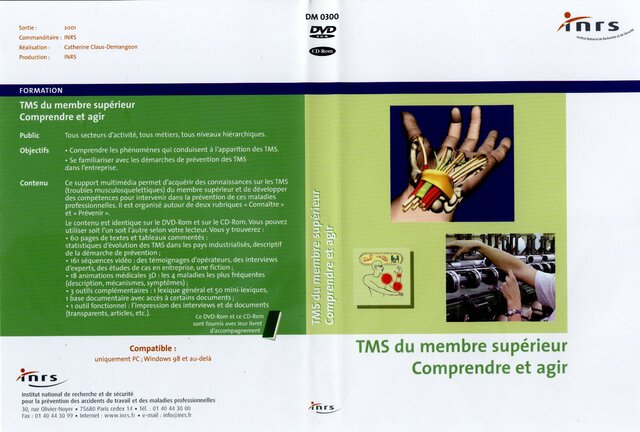 Sortie : 2001
Commanditaire : INRS
Réalisation : Catherine Claus-Demangeon
Production : INRS
FORMATION
TMS du membre supérieur
Comprendre et agir
Public Tous secteurs d'activité, tous métiers, tous niveaux hiérarchiques.
Objectifs • Comprendre les phénomènes qui conduisent à l'apparition des TMS.
• Se familiariser avec les démarches de prévention des TMS
dans l'entreprise.
Contenu Ce support multimédia permet d'acquérir des connaissances sur les TMS
(troubles musculosquelettiques) du membre supérieur et de développer
des compétences pour intervenir dans la prévention de ces maladies
professionnelles. Il est organisé autour de deux rubriques « Connaître »
et « Prévenir ».
Le contenu est identique sur le DVD-Rom et sur le CD-Rom. Vous pouvez
utiliser soit l'un soit l'autre selon votre lecteur. Vous y trouverez :
• 60 pages de textes et tableaux commentés :
statistiques d'évolution des TMS dans les pays industrialisés, descriptif
de la démarche de prévention ;
• 161 séquences vidéo : des témoignages d'opérateurs, des interviews
d'experts, des études de cas en entreprise, une fiction ;
• 18 animations médicales 3D : les 4 maladies les plus fréquentes
(description, mécanismes, symptômes) ;
• 3 outils complémentaires : 1 lexique général et 50 mini-lexiques,
1 base documentaire avec accès à certains documents ;
• 1 outil fonctionnel : l'impression des interviews et de documents
(transparents, articles, etc.).
Ce DVD-Rom et ce CD-Rom
sont fournis avec leur livret
d'accompagnement
Compatible :
uniquement PC ; Windows 98 et au-delà
inrs
Institut national de recherche et de sécurité
pour la prévention des accidents du travail et des maladies professionnelles
30, rue Olivier-Noyer • 75680 Paris cedex 14 • Tél. : 01 40 44 30 00
Fax : 01 40 44 30 99 • Internet : www.inrs.fr • e-mail : info@inrs.fr
DM 0300
DVD
ROM
CD-Rom
TMS du membre supérieur
Comprendre et agir
inrs
inrs
Institut National de Recherche et de Sécurité
TMS du membre supérieur
Comprendre et agir